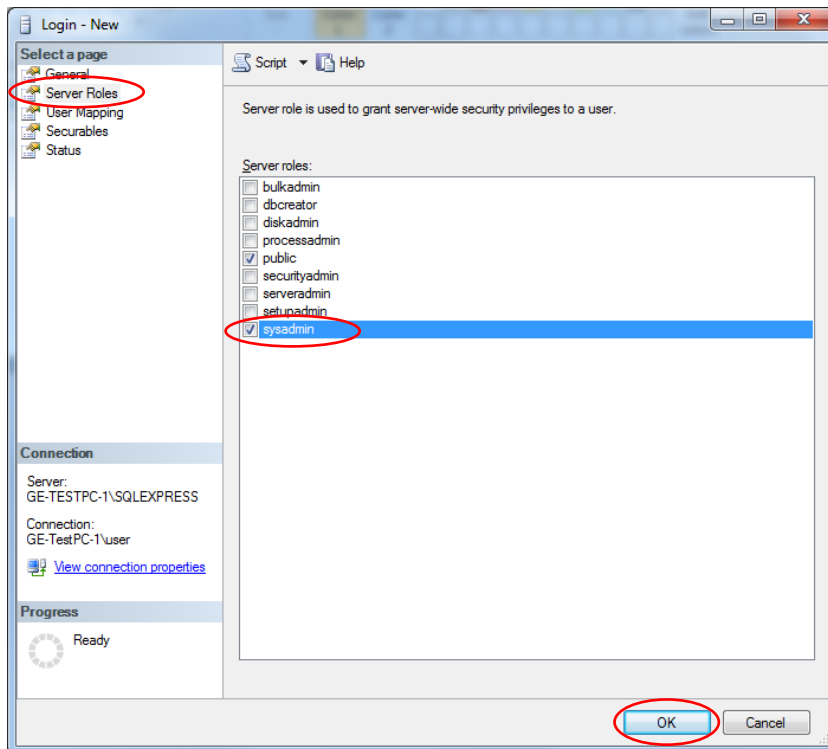 Login - New
Select a page
General
Server Roles
User Mapping
Securables
Status
Script Help
Server role is used to grant server-wide security privileges to a user.
Server roles:
bulkadmin
dbcreator
diskadmin
processadmin
public
securityadmin
serveradmin
setupadmin
sysadmin
Connection
Server:
GE-TESTPC-1\SQLEXPRESS
Connection:
GE-TestPC-1\user
View connection properties
Progress
Ready
OK Cancel